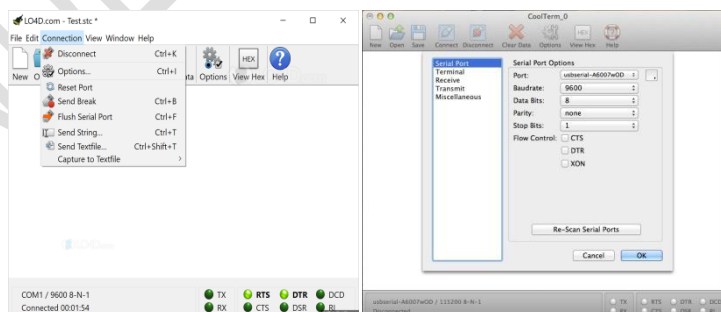 LO4D.com - Test.stc *
File Edit Connection View Window Help
Disconnect Ctrl+K
Options... Ctrl+I
Reset Port
Send Break Ctrl+B
Flush Serial Port Ctrl+F
Send String... Ctrl+T
Send Textfile... Ctrl+Shift+T
Capture to Textfile
New O ta Options View Hex Help
HEX
COM1 / 9600 8-N-1
Connected 00:01:54
TX RTS DTR DCD
RX CTS DSR RI
CoolTerm_0
New Open Save Connect Disconnect Clear Data Options View Hex Help
Serial Port
Terminal
Receive
Transmit
Miscellaneous
Serial Port Options
Port: usbserial-A6007wOD
Baudrate: 9600
Data Bits: 8
Parity: none
Stop Bits: 1
Flow Control: CTS
DTR
XON
Re-Scan Serial Ports
Cancel OK
usbserial-A6007wOD / 115200 8-N-1
Disconnected
TX RTS DTR DCD
RX CTS DSR RI